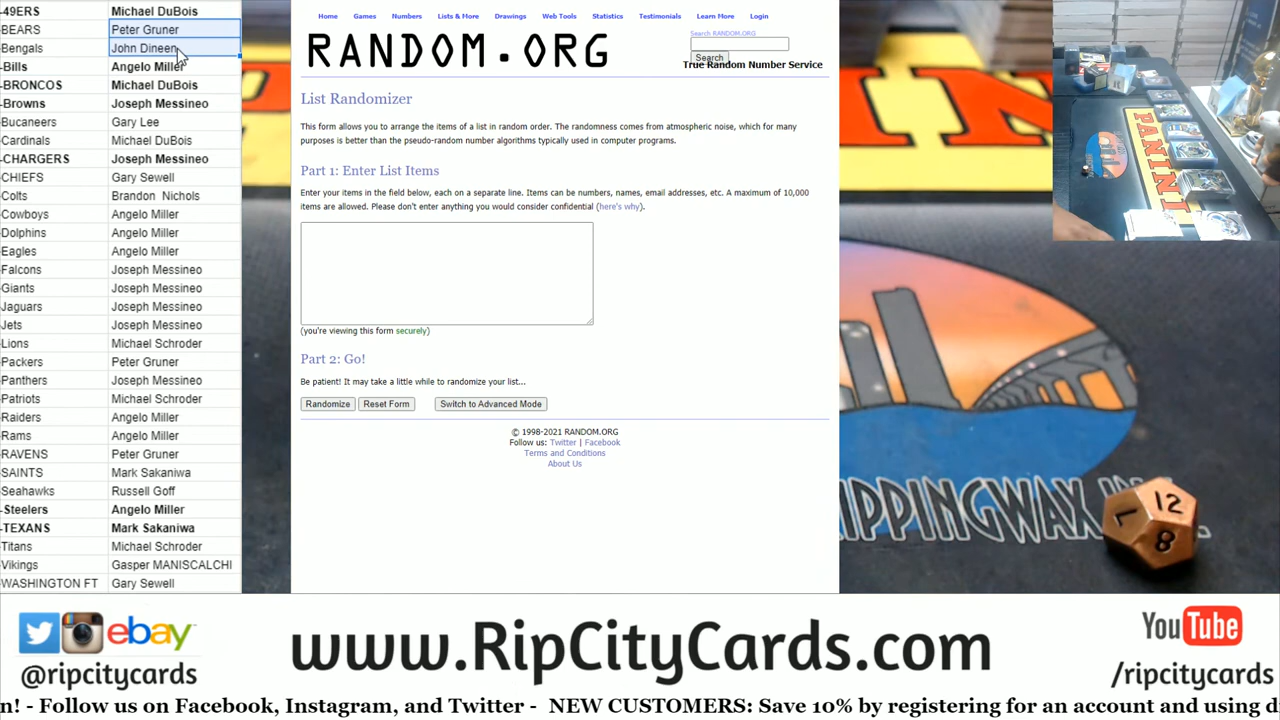 -49ERS Michael DuBois
-BEARS Peter Gruner
-Bengals John Dineen
-Bills Angelo Miller
-BRONCOS Michael DuBois
-Browns Joseph Messineo
Bucaneers Gary Lee
Cardinals Michael DuBois
-CHARGERS Joseph Messineo
CHIEFS Gary Sewell
Colts Brandon Nichols
Cowboys Angelo Miller
Dolphins Angelo Miller
Eagles Angelo Miller
Falcons Joseph Messineo
Giants Joseph Messineo
Jaguars Joseph Messineo
Jets Joseph Messineo
Lions Michael Schroder
Packers Peter Gruner
Panthers Joseph Messineo
Patriots Michael Schroder
Raiders Angelo Miller
Rams Angelo Miller
RAVENS Peter Gruner
SAINTS Mark Sakaniwa
Seahawks Russell Goff
-Steelers Angelo Miller
-TEXANS Mark Sakaniwa
Titans Michael Schroder
Vikings Gasper MANISCALCHI
WASHINGTON FT Gary Sewell
Home Games Numbers Lists & More Drawings Web Tools Statistics Testimonials Learn More Login
Search RANDOM.ORG
RANDOM.ORG
Search
True Random Number Service
List Randomizer
This form allows you to arrange the items of a list in random order. The randomness comes from atmospheric noise, which for many
purposes is better than the pseudo-random number algorithms typically used in computer programs.
Part 1: Enter List Items
Enter your items in the field below, each on a separate line. Items can be numbers, names, email addresses, etc. A maximum of 10,000
items are allowed. Please don't enter anything you would consider confidential (here's why).
(you're viewing this form securely)
Part 2: Go!
Be patient! It may take a little while to randomize your list...
Randomize Reset Form Switch to Advanced Mode
© 1998-2021 RANDOM.ORG
Follow us: Twitter | Facebook
Terms and Conditions
About Us
PANINI
12
8
ebay
@ripcitycards
www.RipCityCards.com
YouTube
/ripcitycards
n! - Follow us on Facebook, Instagram, and Twitter - NEW CUSTOMERS: Save 10% by registering for an account and using d